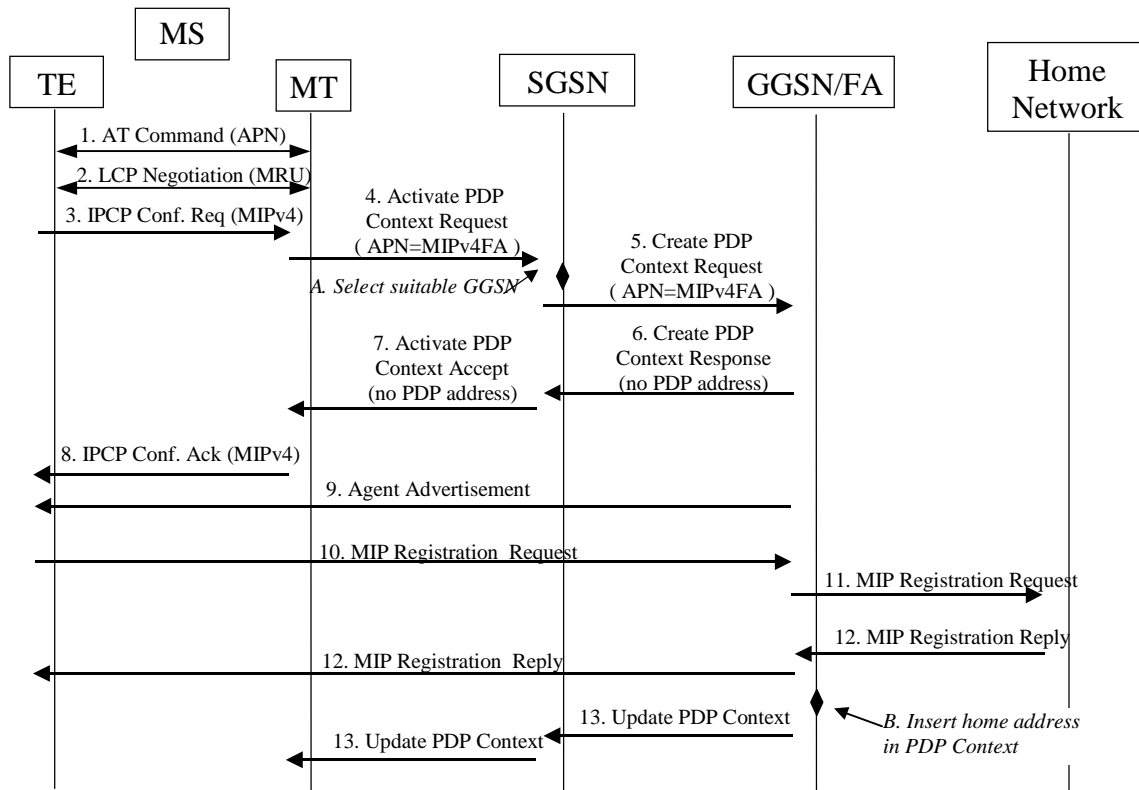 MS
TE
MT
SGSN
GGSN/FA
Home
Network
1. AT Command (APN)
2. LCP Negotiation (MRU)
3. IPCP Conf. Req (MIPv4)
4. Activate PDP
Context Request
( APN=MIPv4FA )
A. Select suitable GGSN
5. Create PDP
Context Request
( APN=MIPv4FA )
6. Create PDP
Context Response
(no PDP address)
7. Activate PDP
Context Accept
(no PDP address)
8. IPCP Conf. Ack (MIPv4)
9. Agent Advertisement
10. MIP Registration Request
11. MIP Registration Request
12. MIP Registration Reply
12. MIP Registration Reply
B. Insert home address
in PDP Context
13. Update PDP Context
13. Update PDP Context